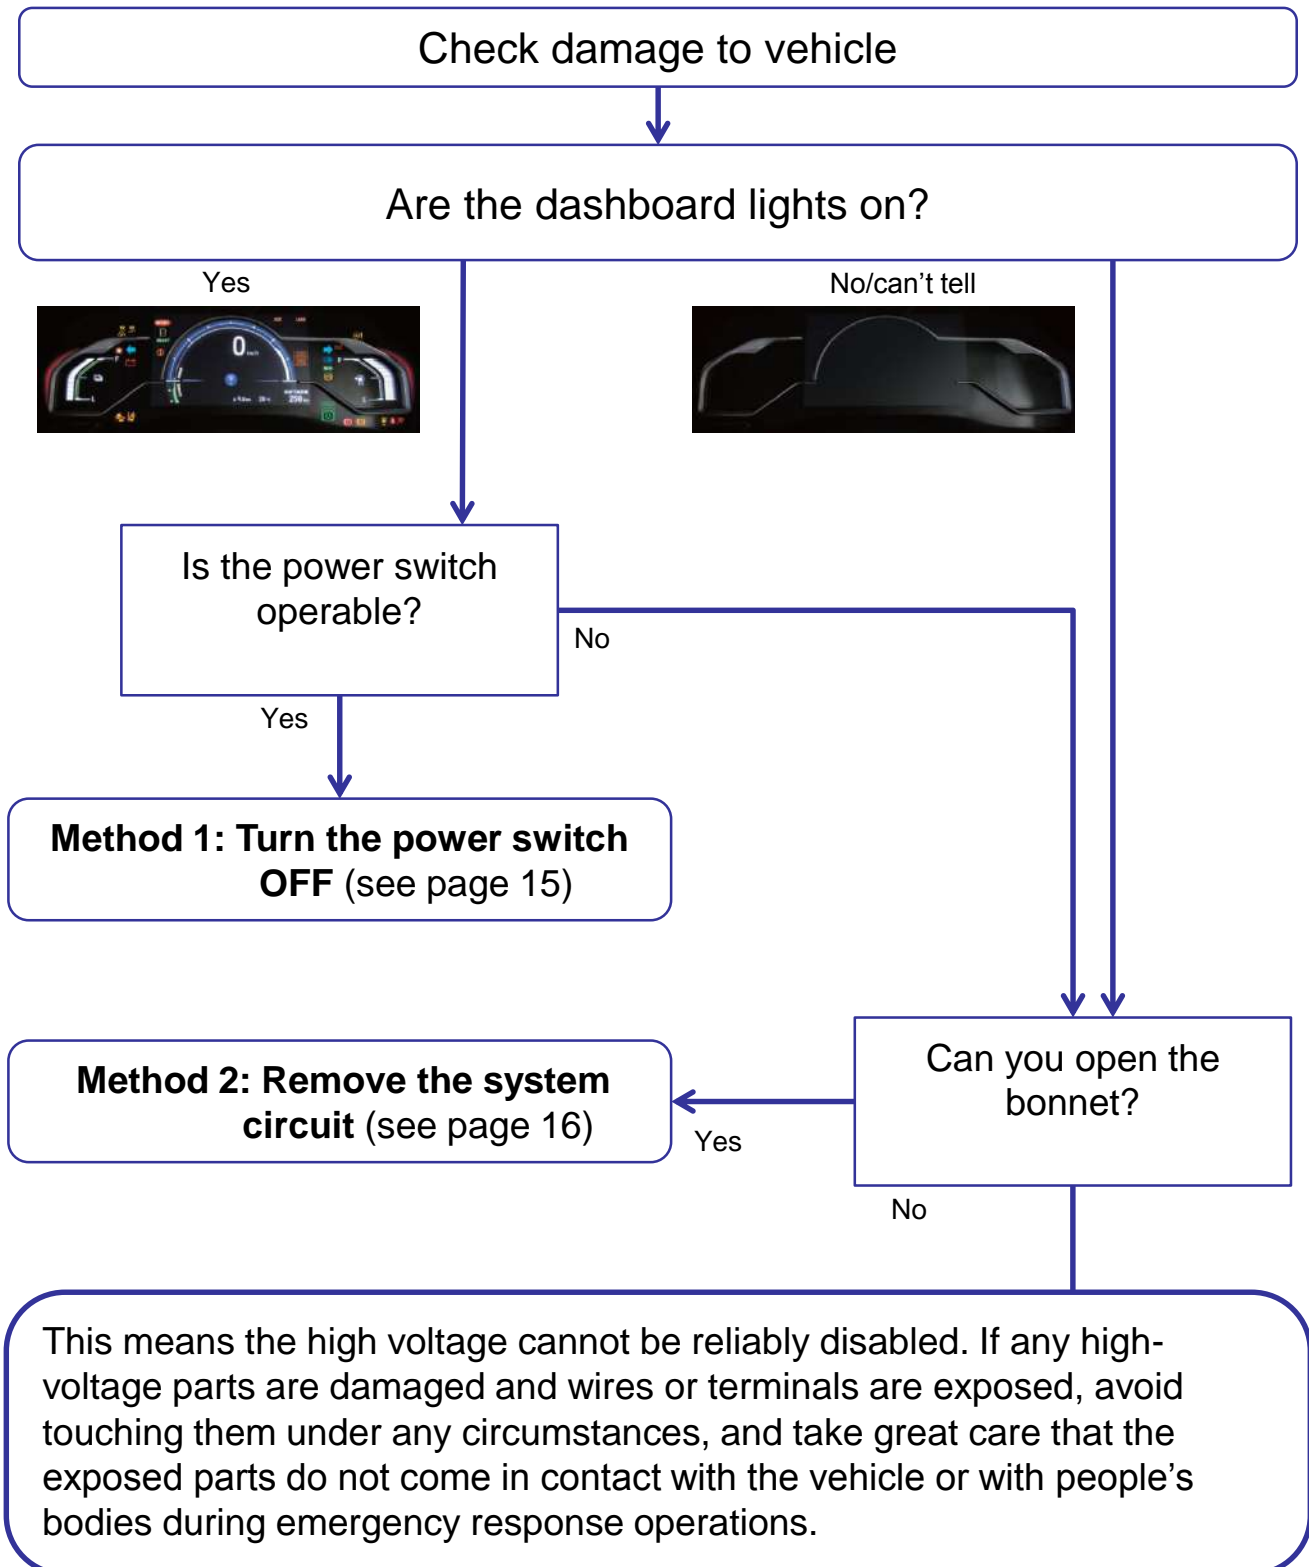 Check damage to vehicle
Are the dashboard lights on?
Yes
No/can't tell
0 km/h
Is the power switch
operable?
No
Yes
Method 1: Turn the power switch
OFF (see page 15)
Can you open the
bonnet?
Method 2: Remove the system
circuit (see page 16)
Yes
No
This means the high voltage cannot be reliably disabled. If any high-
voltage parts are damaged and wires or terminals are exposed, avoid
touching them under any circumstances, and take great care that the
exposed parts do not come in contact with the vehicle or with people’s
bodies during emergency response operations.